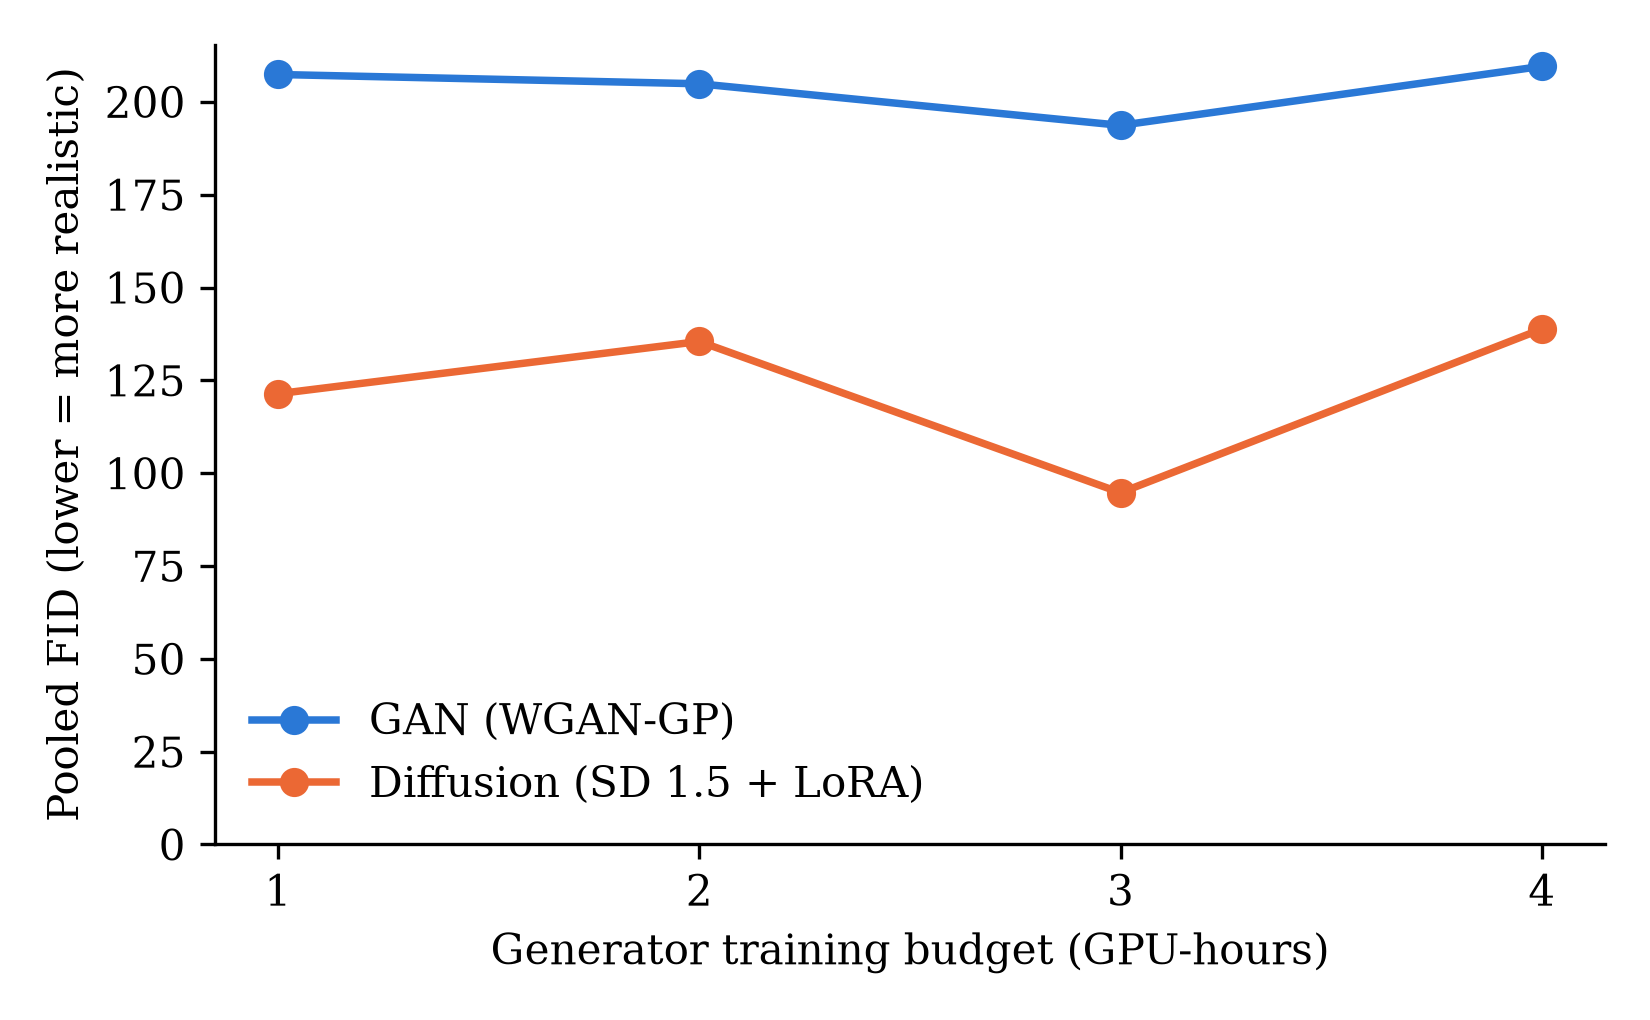 Pooled FID (lower = more realistic)
200
175
150
125
100
75
50
25
0
GAN (WGAN-GP)
Diffusion (SD 1.5 + LoRA)
1 2 3 4
Generator training budget (GPU-hours)